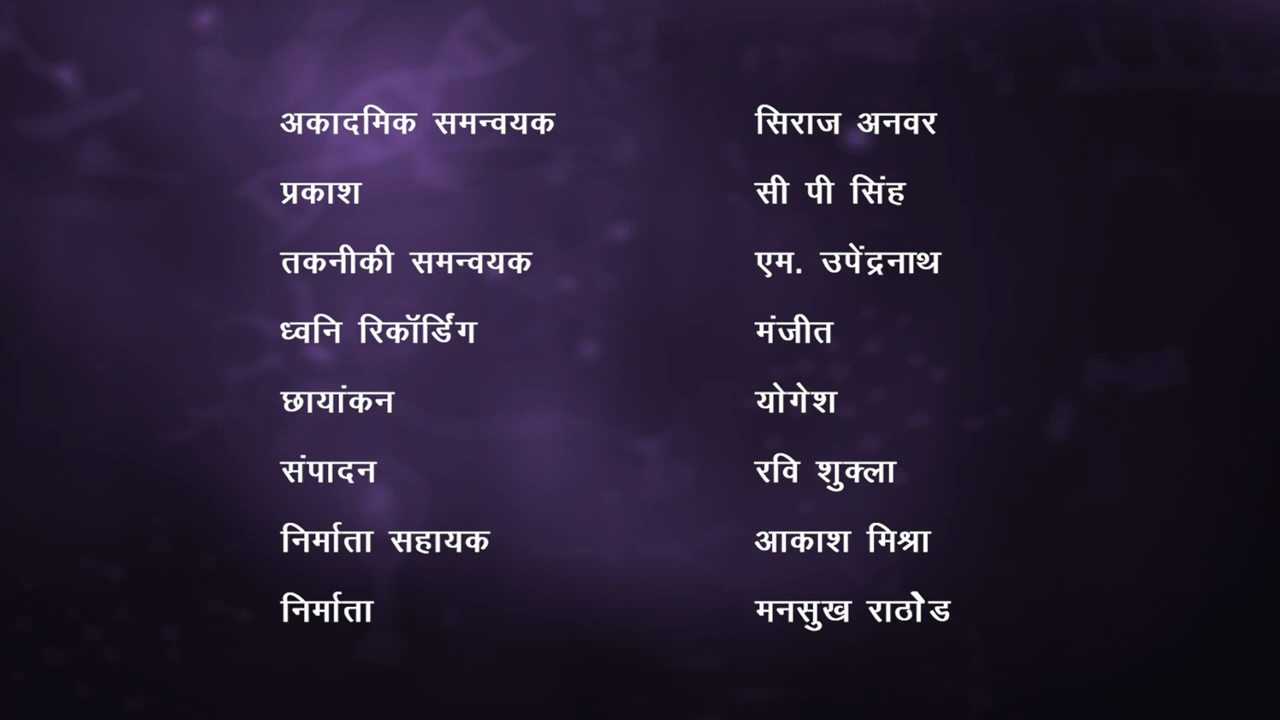 अकादमिक समन्वयक सिराज अनवर
प्रकाश सी पी सिंह
तकनीकी समन्वयक एम. उपेंद्रनाथ
ध्वनि रिकॉर्डिंग मंजीत
छायांकन योगेश
संपादन रवि शुक्ला
निर्माता सहायक आकाश मिश्रा
निर्माता मनसुख राठोड